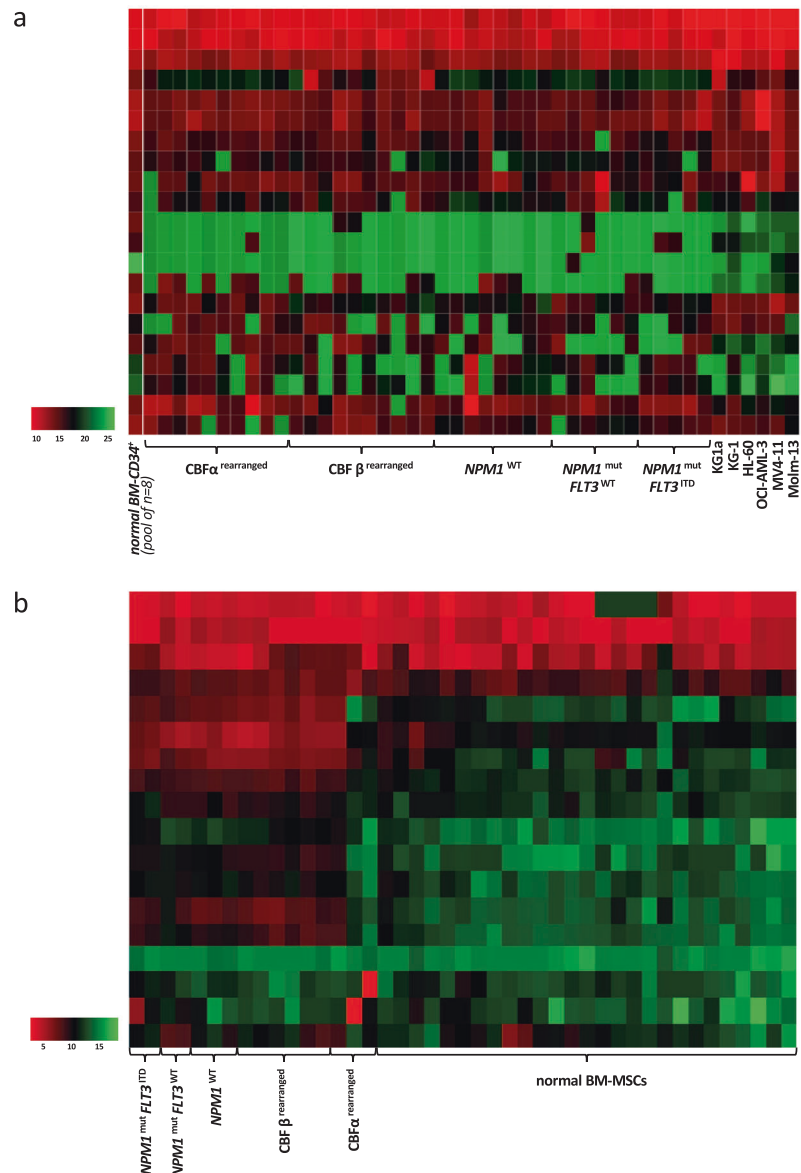 a
10 15 20 25
normal BM-CD34⁺
(pool of n=8)
CBFα rearranged
CBF β rearranged
NPM1 WT
NPM1 mut
FLT3 WT
NPM1 mut
FLT3 ITD
KG1a
KG-1
HL-60
OCI-AML-3
MV4-11
Molm-13
b
5 10 15
NPM1 mut FLT3 ITD
NPM1 mut FLT3 WT
NPM1 WT
CBF β rearranged
CBFα rearranged
normal BM-MSCs